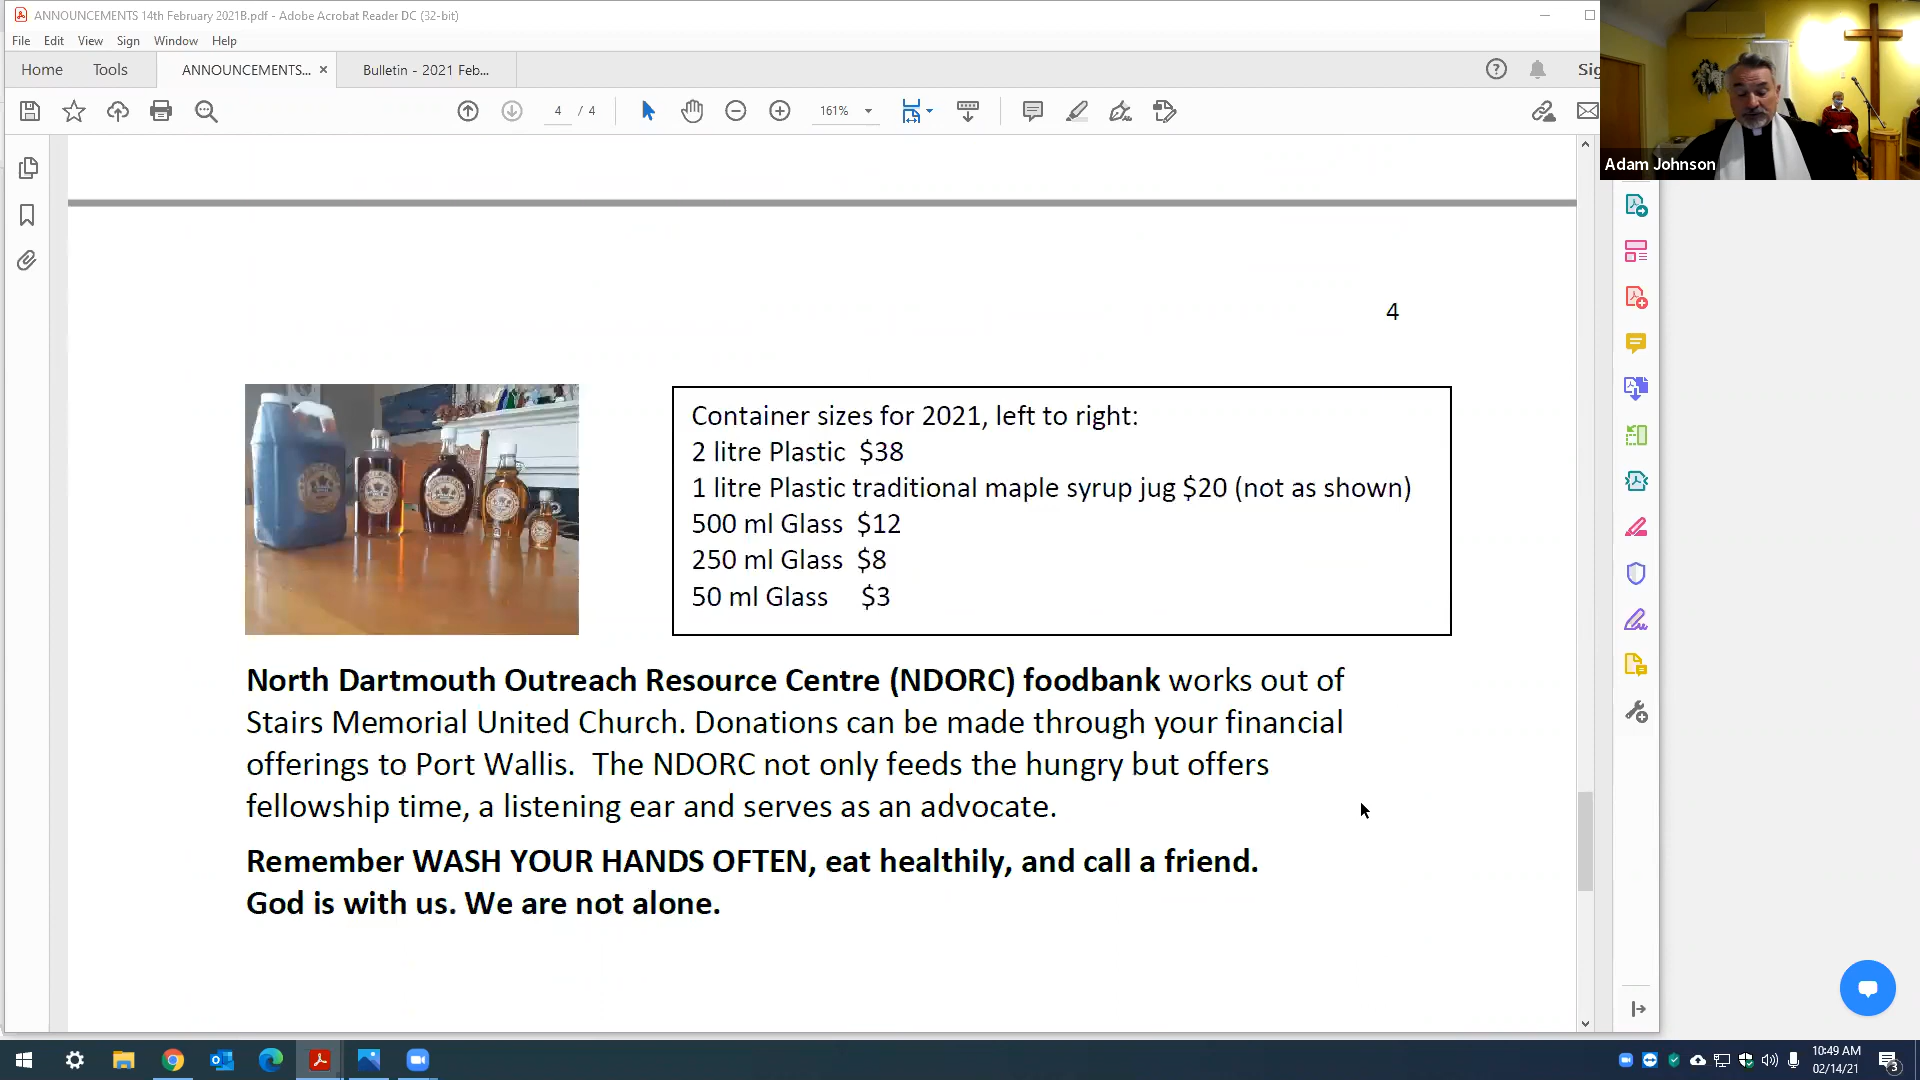 ANNOUNCEMENTS 14th February 2021B.pdf - Adobe Acrobat Reader DC (32-bit)
File Edit View Sign Window Help
Home Tools ANNOUNCEMENTS... × Bulletin - 2021 Feb...
Sig
4 / 4 161%
Adam Johnson
4
Container sizes for 2021, left to right:
2 litre Plastic $38
1 litre Plastic traditional maple syrup jug $20 (not as shown)
500 ml Glass $12
250 ml Glass $8
50 ml Glass $3
North Dartmouth Outreach Resource Centre (NDORC) foodbank works out of
Stairs Memorial United Church. Donations can be made through your financial
offerings to Port Wallis. The NDORC not only feeds the hungry but offers
fellowship time, a listening ear and serves as an advocate.
Remember WASH YOUR HANDS OFTEN, eat healthily, and call a friend.
God is with us. We are not alone.
10:49 AM
02/14/21
3